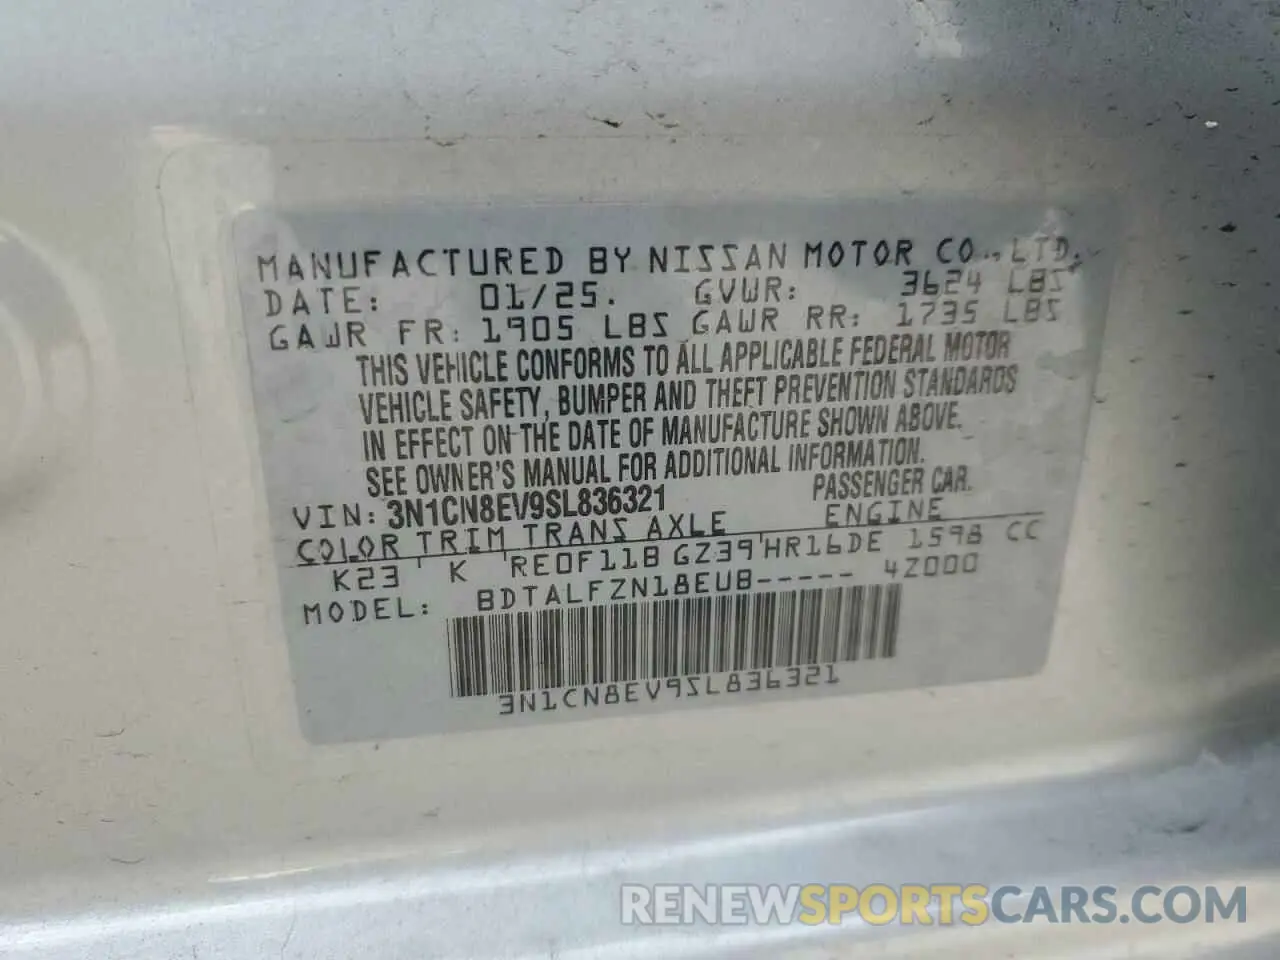 MANUFACTURED BY NISSAN MOTOR CO., LTD.
DATE: 01/25. GVWR: 3624 LBS
GAWR FR: 1905 LBS GAWR RR: 1735 LBS
THIS VEHICLE CONFORMS TO ALL APPLICABLE FEDERAL MOTOR
VEHICLE SAFETY, BUMPER AND THEFT PREVENTION STANDARDS
IN EFFECT ON THE DATE OF MANUFACTURE SHOWN ABOVE.
SEE OWNER'S MANUAL FOR ADDITIONAL INFORMATION.
VIN: 3N1CN8EV9SL836321 PASSENGER CAR.
COLOR TRIM TRANS AXLE ENGINE
K23 K RE0F11B GZ39 HR16DE 1598 CC
MODEL: BDTALFZN18EUB----- 4Z000
3N1CN8EV9SL836321
RENEWSPORTSCARS.COM